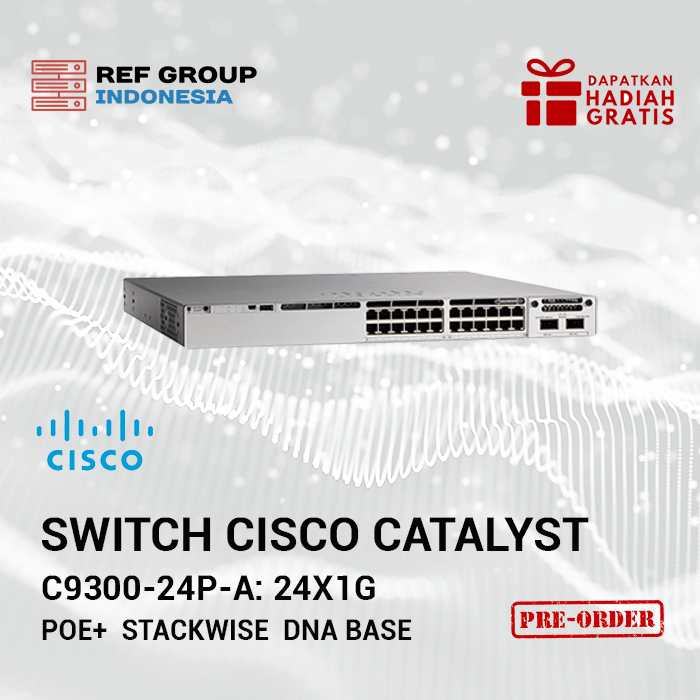 REF GROUP
INDONESIA
DAPATKAN
HADIAH
GRATIS
CISCO
SWITCH CISCO CATALYST
C9300-24P-A: 24X1G
POE+ STACKWISE DNA BASE
PRE-ORDER